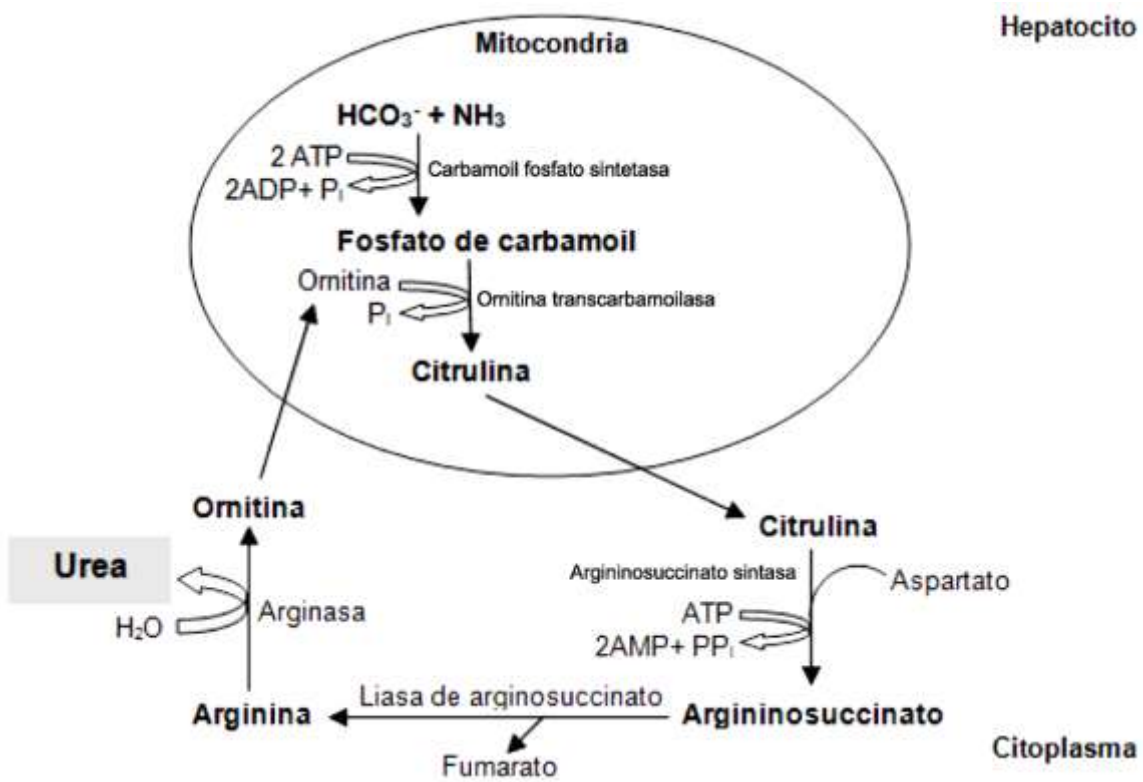 Hepatocito
Mitocondria
HCO₃⁻ + NH₃
2 ATP
Carbamoil fosfato sintetasa
2ADP+ Pᵢ
Fosfato de carbamoil
Ornitina
Ornitina transcarbamoilasa
Pᵢ
Citrulina
Ornitina
Citrulina
Urea
Argininosuccinato sintasa
Aspartato
H₂O
Arginasa
ATP
2AMP+ PPᵢ
Liasa de arginosuccinato
Arginina
Argininosuccinato
Fumarato
Citoplasma